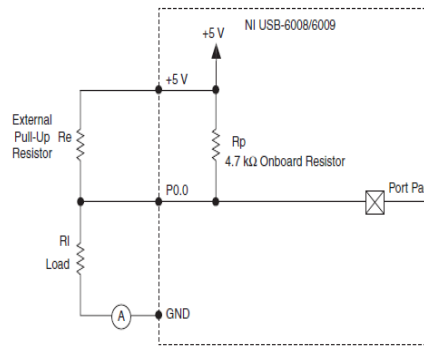 NI USB-6008/6009
+5 V
+5 V
External
Pull-Up Re
Resistor
Rp
4.7 kΩ Onboard Resistor
P0.0
Port Pa
Rl
Load
A
GND